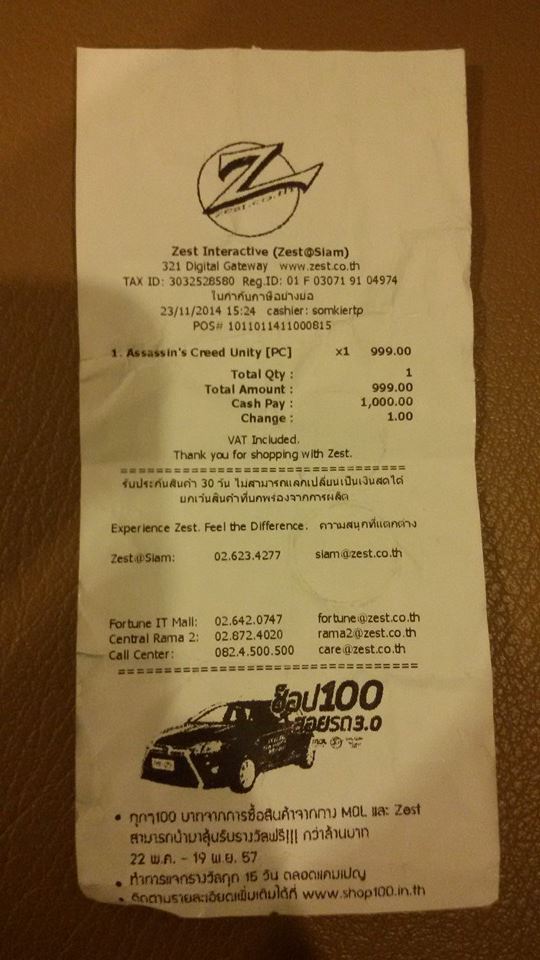 Z
zest.co.th
Zest Interactive (Zest@Siam)
321 Digital Gateway www.zest.co.th
TAX ID: 3032528580 Reg.ID: 01 F 03071 91 04974
ใบกำกับภาษีอย่างย่อ
23/11/2014 15:24 cashier: somkiertp
POS# 1011011411000815
1. Assassin's Creed Unity [PC] x1 999.00
Total Qty : 1
Total Amount : 999.00
Cash Pay : 1,000.00
Change : 1.00
VAT Included.
Thank you for shopping with Zest.
รับประกันสินค้า 30 วัน ไม่สามารถแลกเปลี่ยนเป็นเงินสดได้
ยกเว้นสินค้าที่บกพร่องจากการผลิต
Experience Zest. Feel the Difference. ความสนุกที่แตกต่าง
Zest@Siam: 02.623.4277 siam@zest.co.th
Fortune IT Mall: 02.642.0747 fortune@zest.co.th
Central Rama 2: 02.872.4020 rama2@zest.co.th
Call Center: 082.4.500.500 care@zest.co.th
ช็อป100
สอยรถ3.0
• ทุกๆ100 บาทจากการซื้อสินค้าจากทาง MOL และ Zest
สามารถนำมาลุ้นรับรางวัลฟรี!!! กว่าล้านบาท
22 พ.ค. - 19 พ.ย. 57
• ทำการแจกรางวัลทุก 15 วัน ตลอดแคมเปญ
• ติดตามรายละเอียดเพิ่มเติมได้ที่ www.shop100.in.th